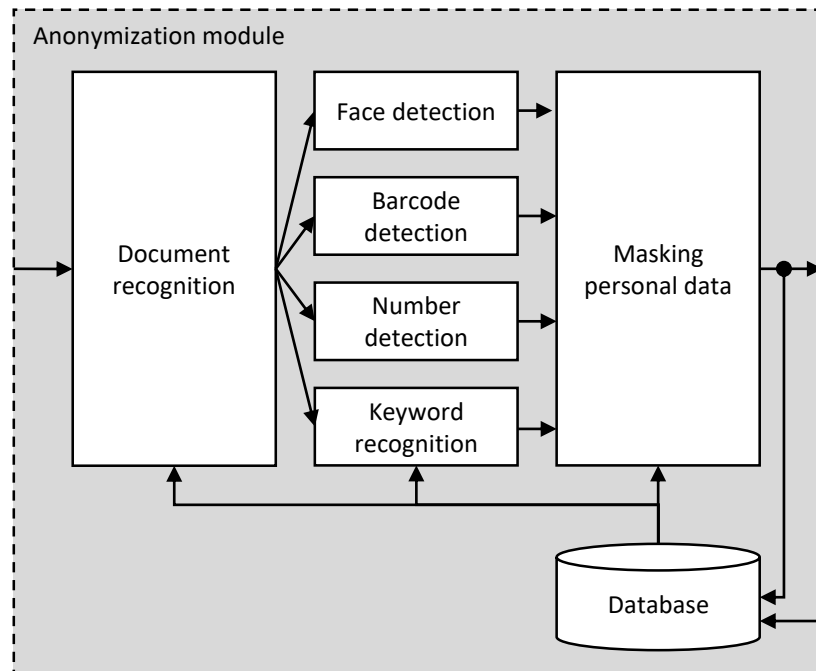 Anonymization module
Document
recognition
Face detection
Barcode
detection
Number
detection
Keyword
recognition
Masking
personal data
Database